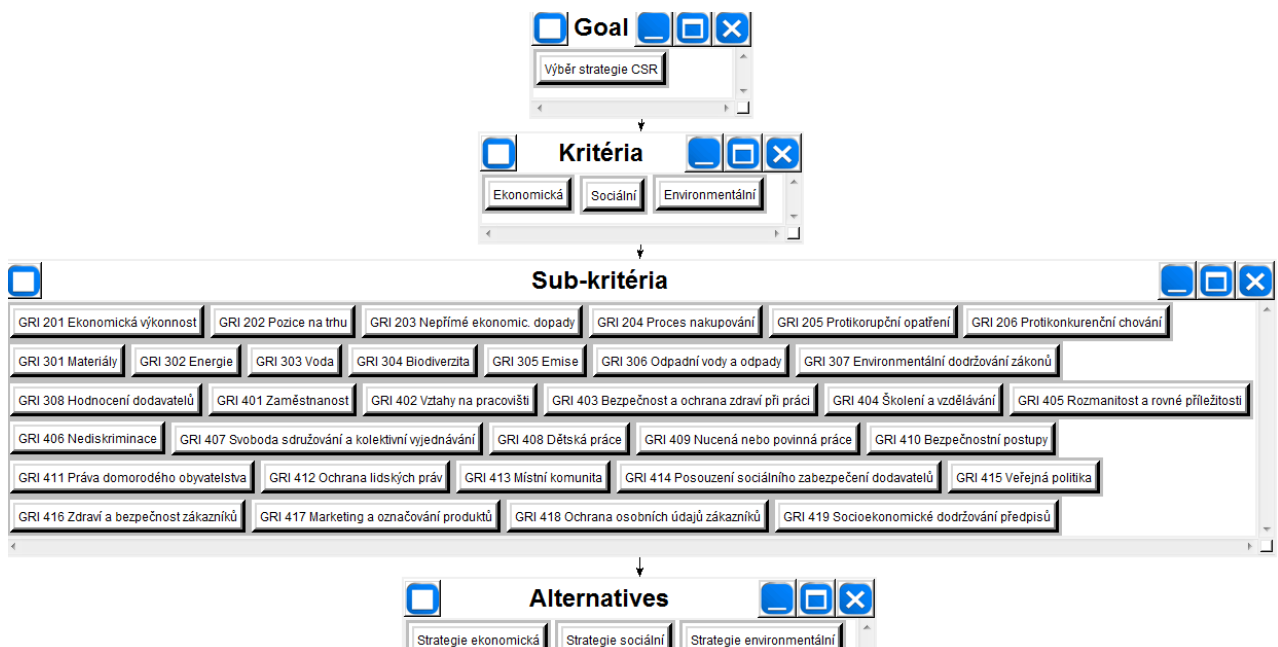 Goal
Výběr strategie CSR
Kritéria
Ekonomická Sociální Environmentální
Sub-kritéria
GRI 201 Ekonomická výkonnost GRI 202 Pozice na trhu GRI 203 Nepřímé ekonomic. dopady GRI 204 Proces nakupování GRI 205 Protikorupční opatření GRI 206 Protikonkurenční chování
GRI 301 Materiály GRI 302 Energie GRI 303 Voda GRI 304 Biodiverzita GRI 305 Emise GRI 306 Odpadní vody a odpady GRI 307 Environmentální dodržování zákonů
GRI 308 Hodnocení dodavatelů GRI 401 Zaměstnanost GRI 402 Vztahy na pracovišti GRI 403 Bezpečnost a ochrana zdraví při práci GRI 404 Školení a vzdělávání GRI 405 Rozmanitost a rovné příležitosti
GRI 406 Nediskriminace GRI 407 Svoboda sdružování a kolektivní vyjednávání GRI 408 Dětská práce GRI 409 Nucená nebo povinná práce GRI 410 Bezpečnostní postupy
GRI 411 Práva domorodého obyvatelstva GRI 412 Ochrana lidských práv GRI 413 Místní komunita GRI 414 Posouzení sociálního zabezpečení dodavatelů GRI 415 Veřejná politika
GRI 416 Zdraví a bezpečnost zákazníků GRI 417 Marketing a označování produktů GRI 418 Ochrana osobních údajů zákazníků GRI 419 Socioekonomické dodržování předpisů
Alternatives
Strategie ekonomická Strategie sociální Strategie environmentální